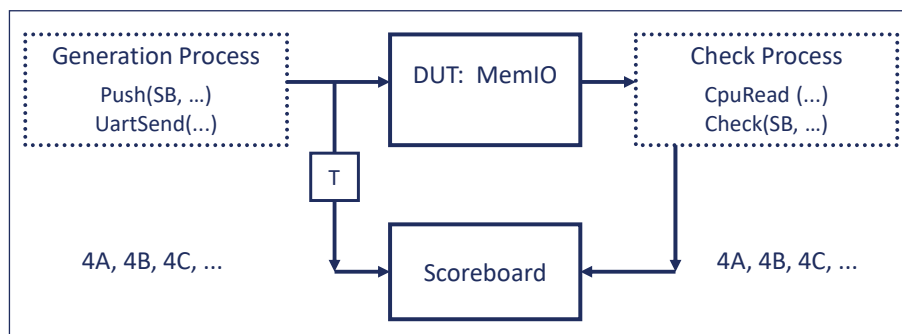 Generation Process
Push(SB, ...)
UartSend(...)
DUT: MemIO
Check Process
CpuRead (...)
Check(SB, ...)
T
4A, 4B, 4C, ...
Scoreboard
4A, 4B, 4C, ...